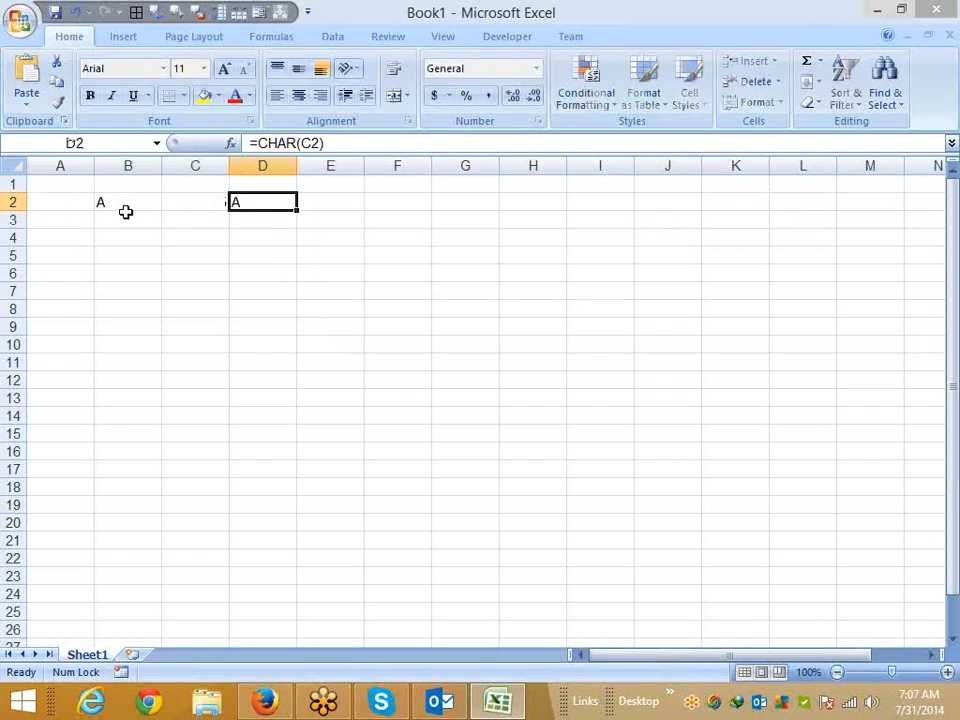 Book1 - Microsoft Excel
Home Insert Page Layout Formulas Data Review View Developer Team
Paste Arial 11 General Conditional Formatting Format as Table Cell Styles Insert Delete Format Sort & Filter Find & Select
B I U $ % ,
Clipboard Font Alignment Number Styles Cells Editing
D2 fx =CHAR(C2)
A B C D E F G H I J K L M N
1
2 A A
3
4
5
6
7
8
9
10
11
12
13
14
15
16
17
18
19
20
21
22
23
24
25
26
27
Sheet1
Ready Num Lock 100%
Links Desktop 7:07 AM
7/31/2014